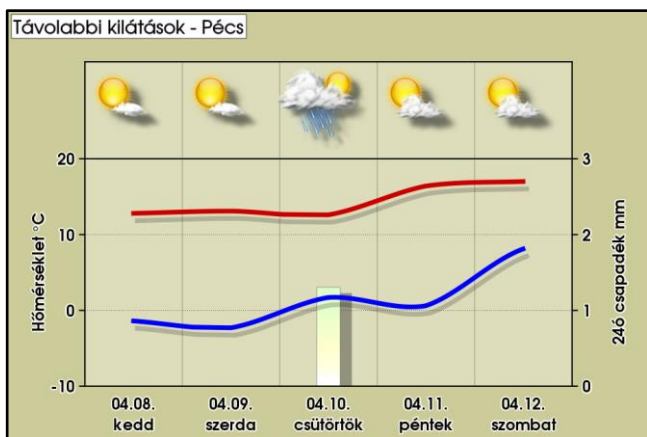 Távolabbi kilátások - Pécs
20
10
0
-10
Hőmérséklet °C
3
2
1
0
24ó csapadék mm
04.08. 04.09. 04.10. 04.11. 04.12.
kedd szerda csütörtök péntek szombat